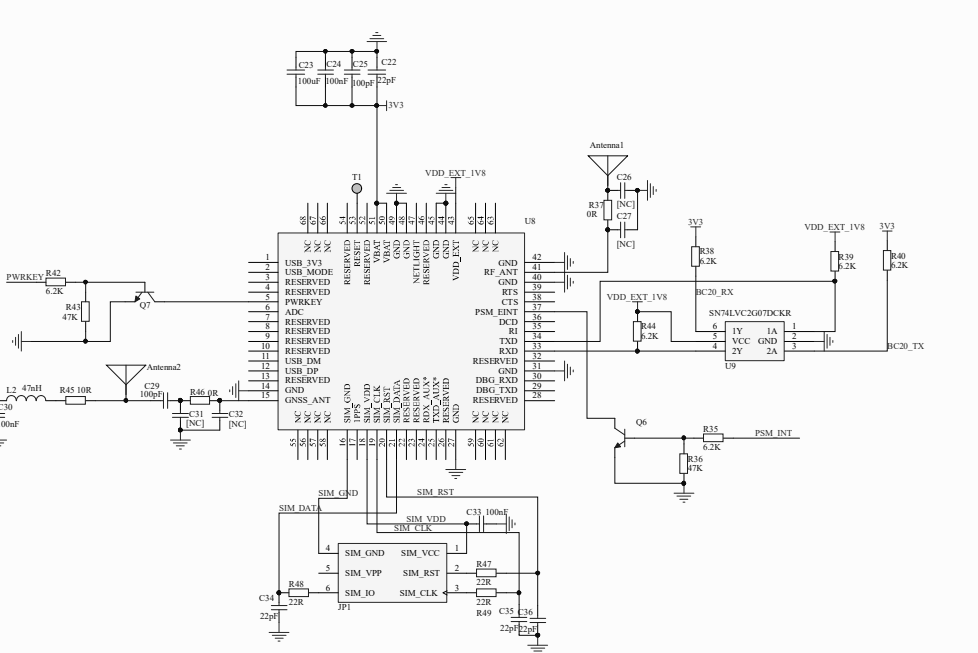 C23
C24
C25
C22
100uF
100nF
100pF
22pF
3V3
T1
VDD_EXT_1V8
Antenna1
C26
[NC]
R37
0R
C27
[NC]
U8
68
67
66
54
53
52
51
50
49
48
47
46
45
44
43
65
64
63
NC
NC
NC
RESERVED
RESET
RESERVED
VBAT
VBAT
GND
GND
NETLIGHT
RESERVED
GND
GND
VDD_EXT
NC
NC
NC
1 USB_3V3
2 USB_MODE
3 RESERVED
4 RESERVED
5 PWRKEY
6 ADC
7 RESERVED
8 RESERVED
9 RESERVED
10 RESERVED
11 USB_DM
12 USB_DP
13 RESERVED
14 GND
15 GNSS_ANT
GND 42
RF_ANT 41
GND 40
RTS 39
CTS 38
PSM_EINT 37
DCD 36
RI 35
TXD 34
RXD 33
RESERVED 32
GND 31
DBG_RXD 30
DBG_TXD 29
RESERVED 28
NC
NC
NC
NC
SIM_GND
1PPS
SIM_VDD
SIM_CLK
SIM_RST
SIM_DATA
RESERVED
RESERVED
RDX_AUX*
TXD_AUX*
RESERVED
GND
NC
NC
NC
NC
55
56
57
58
16
17
18
19
20
21
22
23
24
25
26
27
59
60
61
62
PWRKEY
R42
6.2K
R43
47K
Q7
Antenna2
L2 47nH
R45 10R
C29
100pF
R46 0R
C30
00nF
C31
[NC]
C32
[NC]
3V3
R38
6.2K
VDD_EXT_1V8
R39
6.2K
3V3
R40
6.2K
BC20_RX
VDD_EXT_1V8
R44
6.2K
SN74LVC2G07DCKR
6 1Y 1A 1
5 VCC GND 2
4 2Y 2A 3
U9
BC20_TX
Q6
R35
6.2K
PSM_INT
R36
47K
SIM_GND
SIM_RST
SIM_DATA
SIM_VDD
SIM_CLK
C33 100nF
4 SIM_GND SIM_VCC 1
5 SIM_VPP SIM_RST 2
6 SIM_IO SIM_CLK 3
JP1
R47
22R
22R
R49
R48
22R
C34
22pF
C35
22pF
C36
22pF